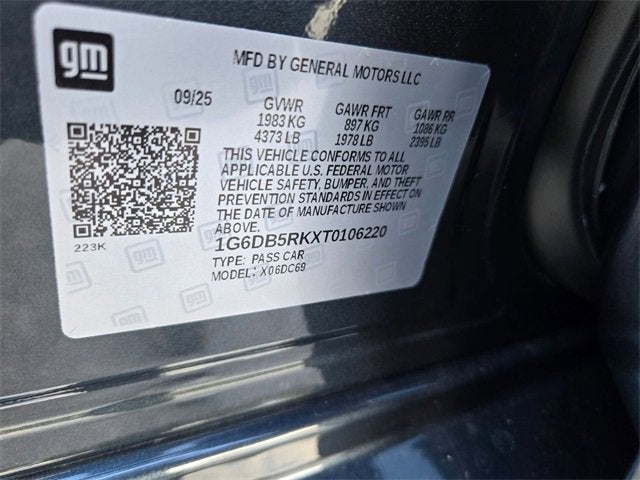 gm
MFD BY GENERAL MOTORS LLC
09/25
GVWR GAWR FRT GAWR RR
1983 KG 897 KG 1086 KG
4373 LB 1978 LB 2395 LB
THIS VEHICLE CONFORMS TO ALL
APPLICABLE U.S. FEDERAL MOTOR
VEHICLE SAFETY, BUMPER, AND THEFT
PREVENTION STANDARDS IN EFFECT ON
THE DATE OF MANUFACTURE SHOWN
ABOVE.
223K
1G6DB5RKXT0106220
TYPE: PASS CAR
MODEL: X06DC69